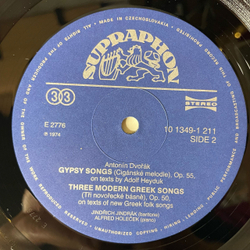 MADE IN CZECHOSLOVAKIA
SUPRAPHON
33
STEREO
E 2776
℗ 1974
10 1349-1 211
SIDE 2
Antonín Dvořák
GYPSY SONGS (Cigánské melodie), Op. 55,
on texts by Adolf Heyduk
THREE MODERN GREEK SONGS
(Tři novořecké básně), Op. 50,
on texts of new Greek folk songs
JINDŘICH JINDRÁK (baritone)
ALFRÉD HOLEČEK (piano)
UNAUTHORIZED COPYING